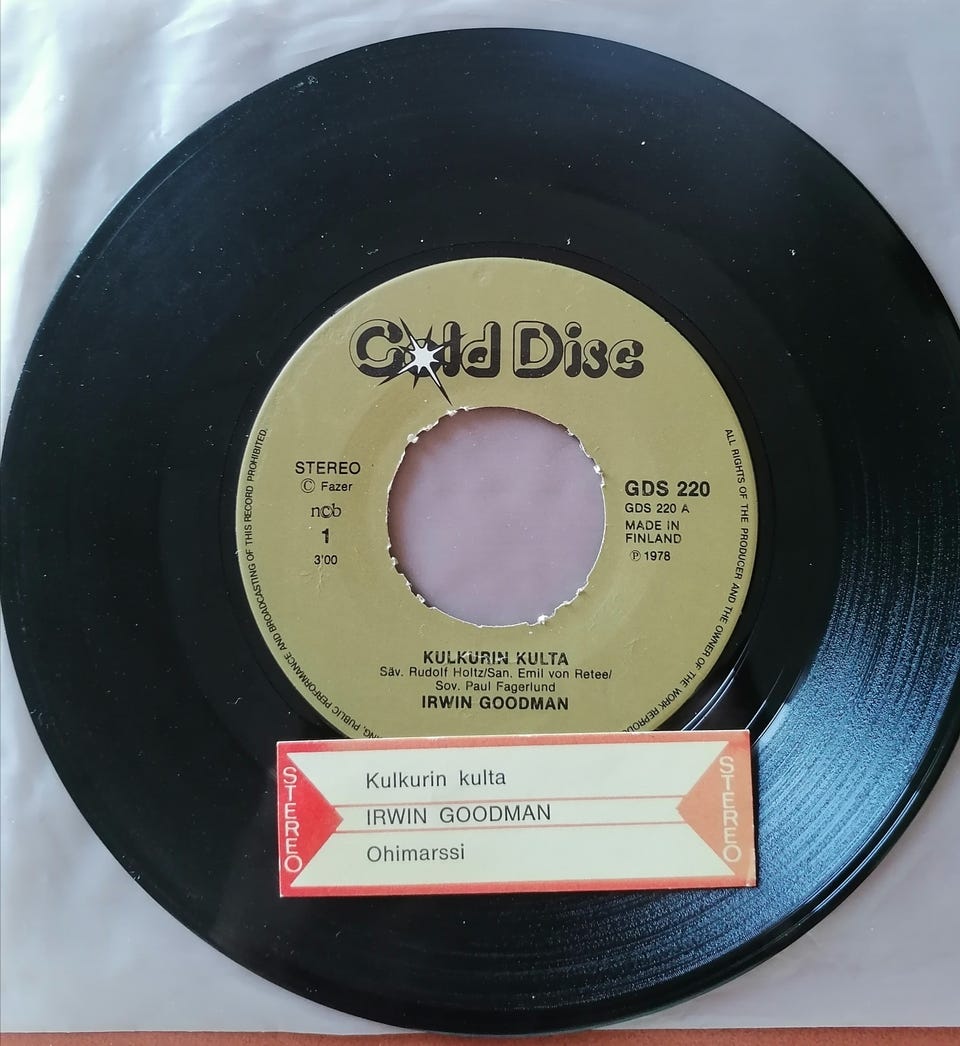 Gold Disc
STEREO
© Fazer
ncb
1
3'00
GDS 220
GDS 220 A
MADE IN
FINLAND
℗ 1978
KULKURIN KULTA
Säv. Rudolf Holtz/San. Emil von Retee/
Sov. Paul Fagerlund
IRWIN GOODMAN
ALL RIGHTS OF THE PRODUCER AND THE OWNER OF THE WORK
PUBLIC PERFORMANCE AND BROADCASTING OF THIS RECORD PROHIBITED.
STEREO
Kulkurin kulta
IRWIN GOODMAN
Ohimarssi
STEREO